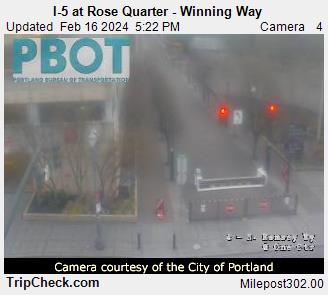 I-5 at Rose Quarter - Winning Way
Updated Feb 16 2024 5:22 PM Camera 4
PBOT
PORTLAND BUREAU OF TRANSPORTATION
Camera courtesy of the City of Portland
TripCheck.com Milepost302.00